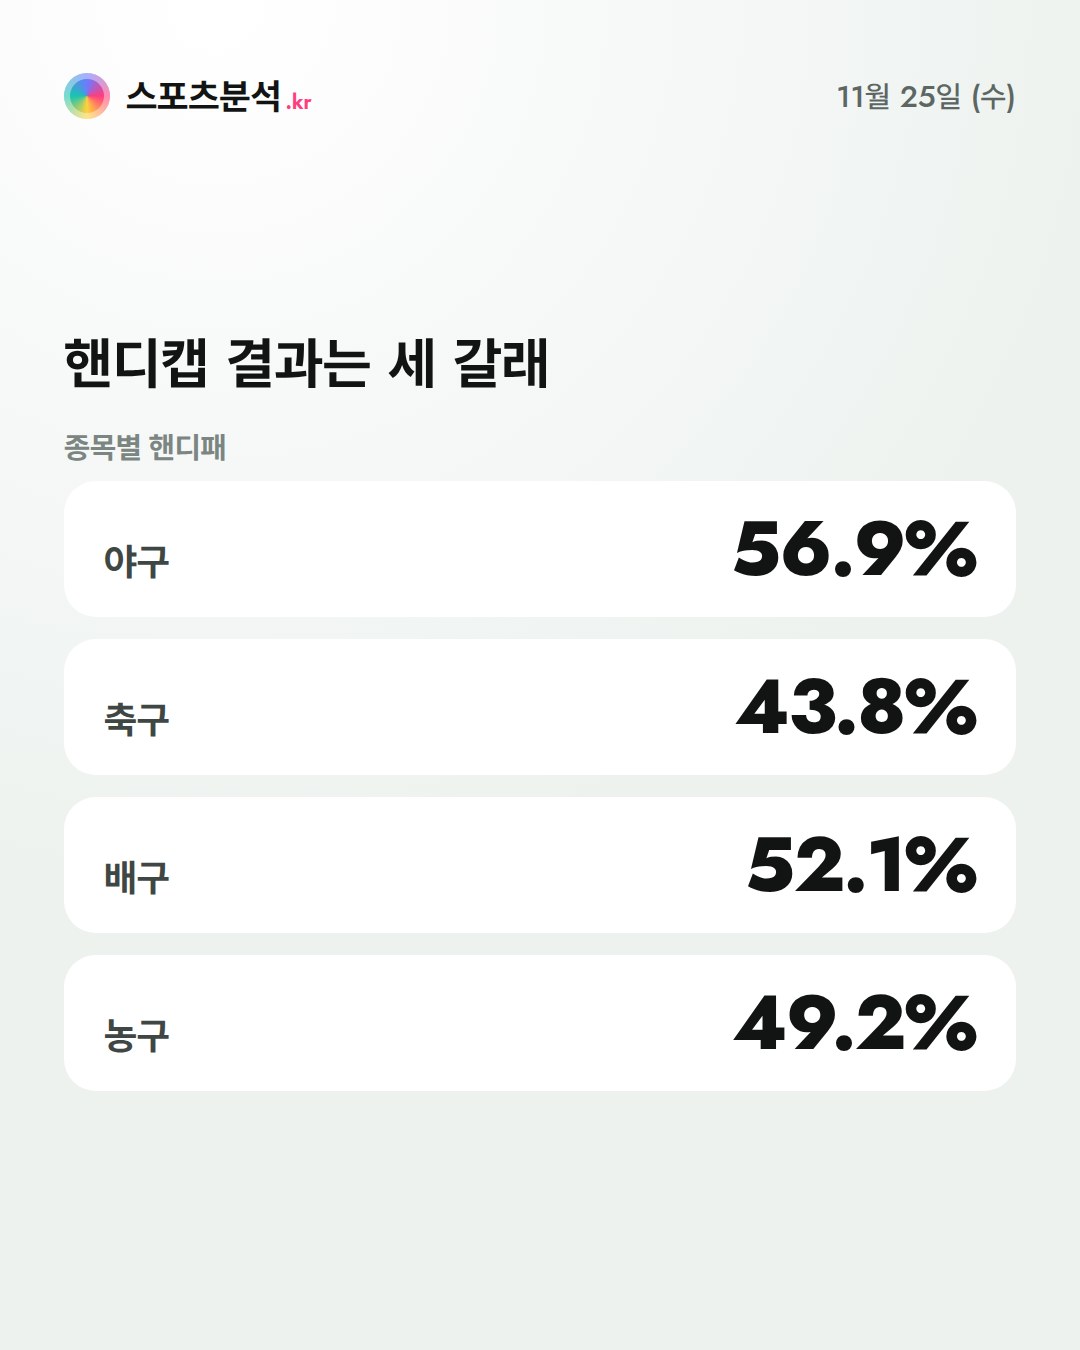 스포츠분석.kr
11월 25일 (수)
핸디캡 결과는 세 갈래
종목별 핸디패
야구 56.9%
축구 43.8%
배구 52.1%
농구 49.2%